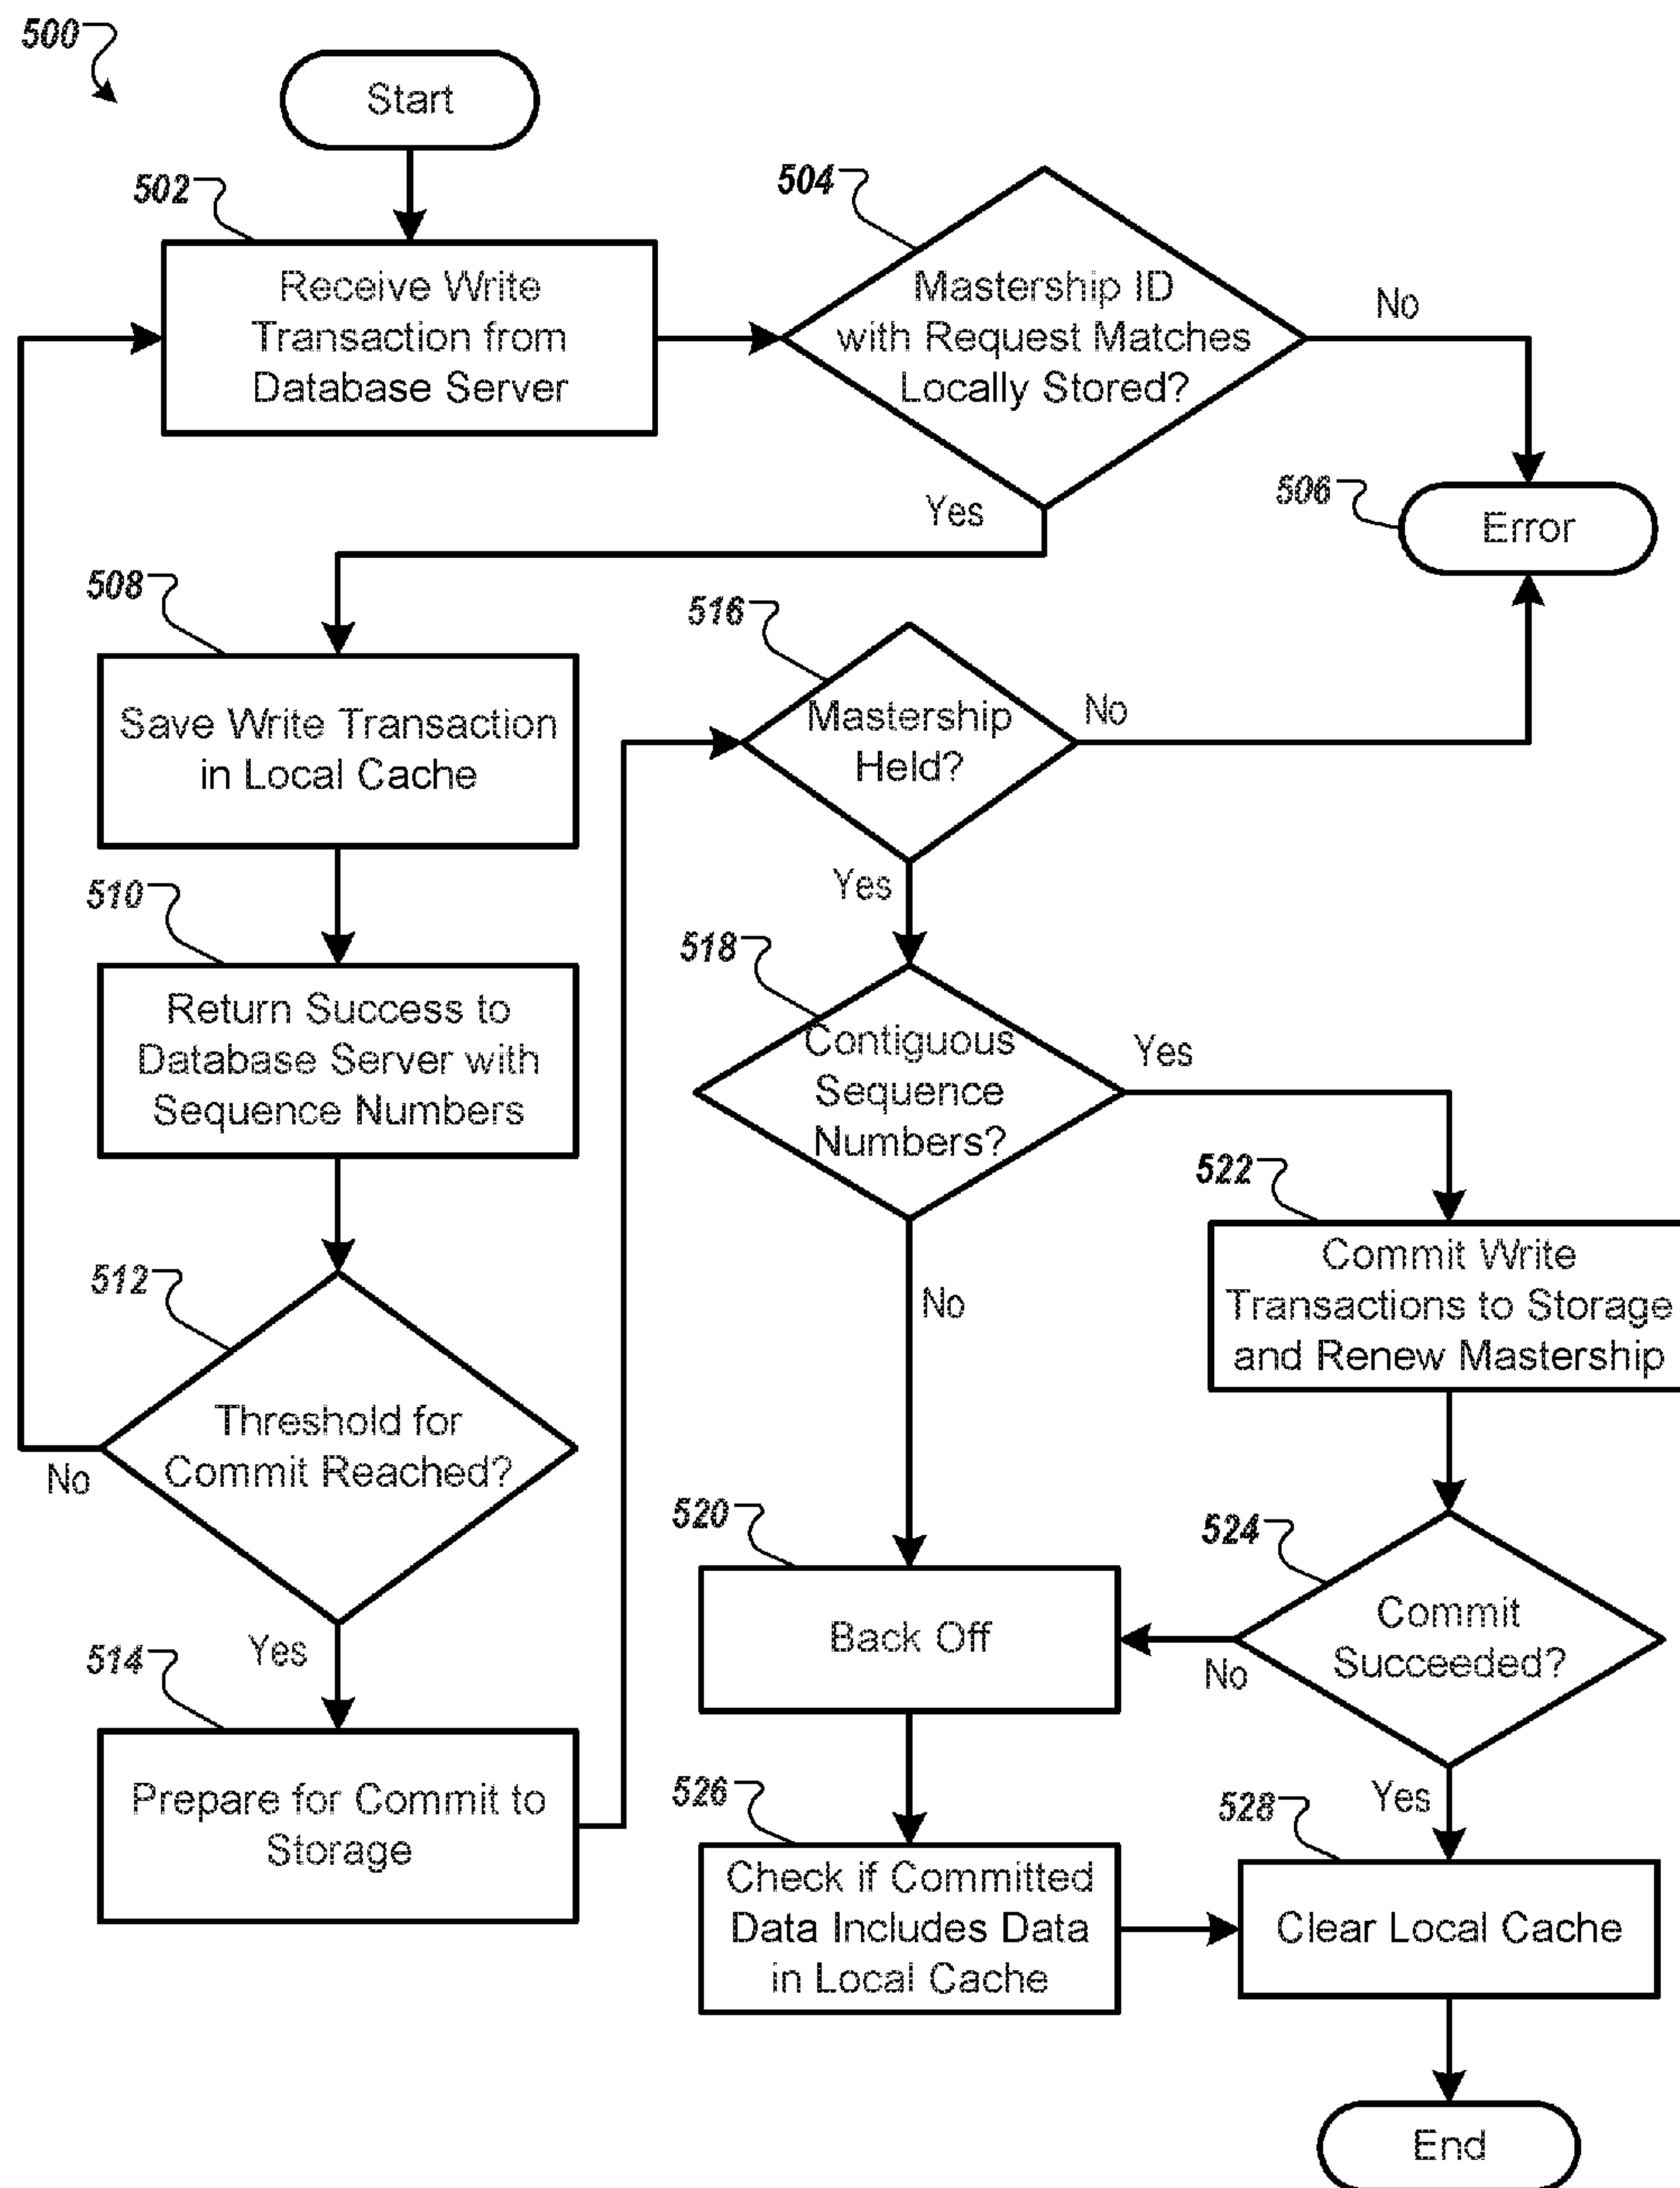 500
Start
502
Receive Write
Transaction from
Database Server
504
Mastership ID
with Request Matches
Locally Stored?
No
Yes
506
Error
508
Save Write Transaction
in Local Cache
510
Return Success to
Database Server with
Sequence Numbers
512
Threshold for
Commit Reached?
No
Yes
514
Prepare for Commit to
Storage
516
Mastership
Held?
No
Yes
518
Contiguous
Sequence
Numbers?
Yes
No
520
Back Off
522
Commit Write
Transactions to Storage
and Renew Mastership
524
Commit
Succeeded?
No
Yes
526
Check if Committed
Data Includes Data
in Local Cache
528
Clear Local Cache
End